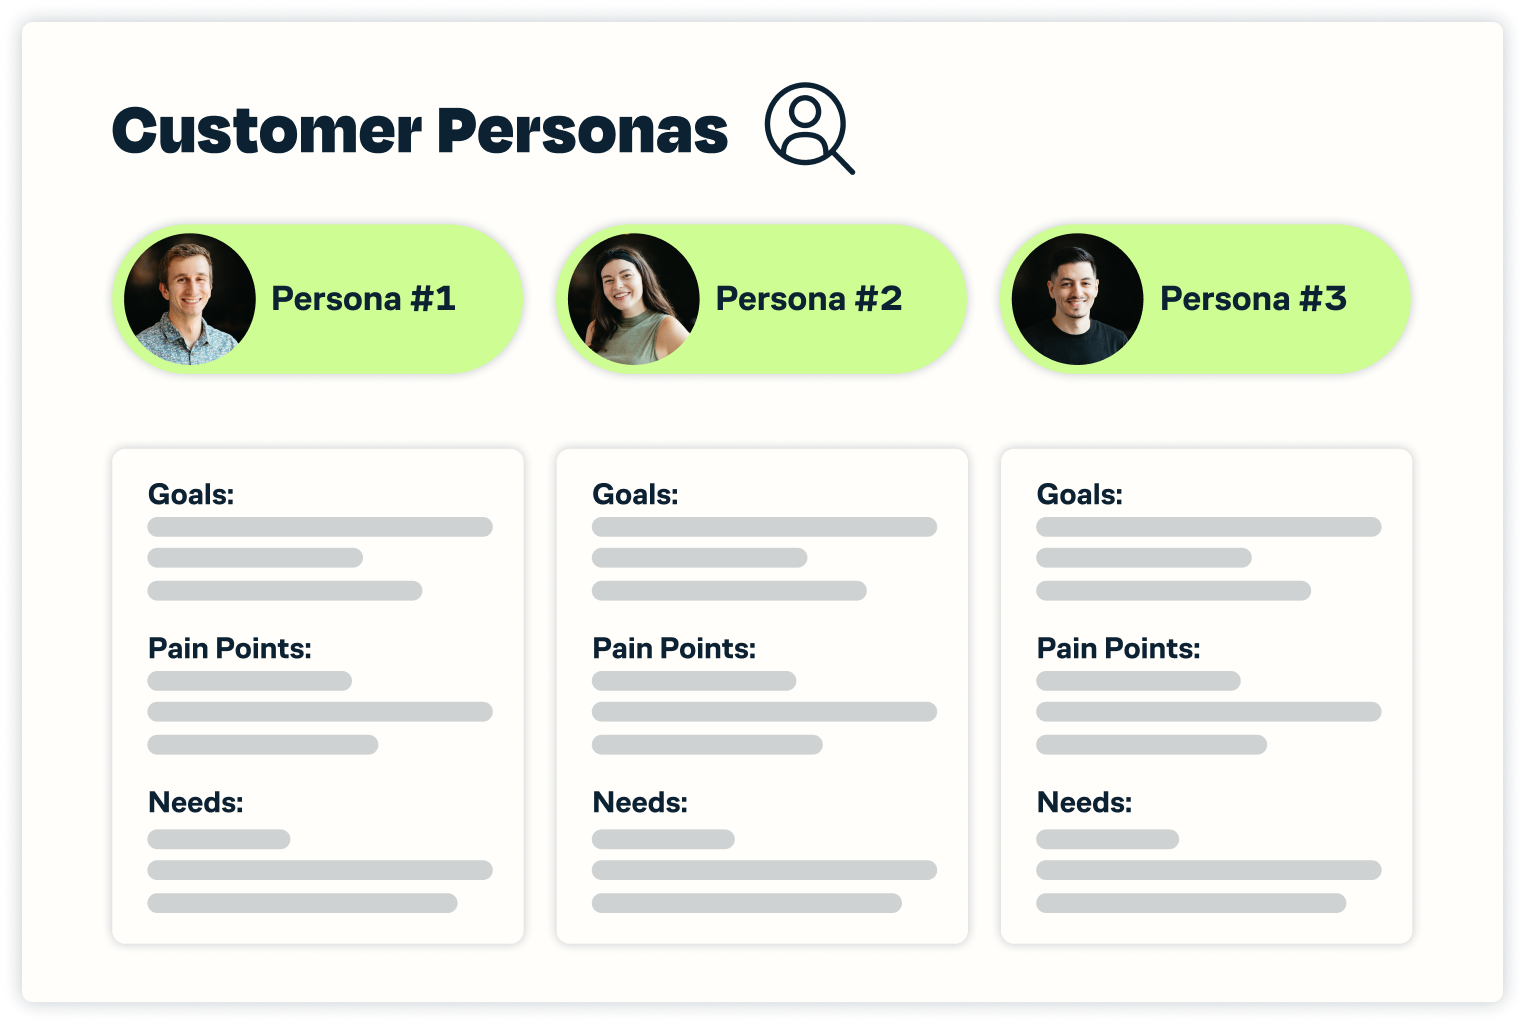 Customer Personas
Persona #1
Persona #2
Persona #3
Goals:
Pain Points:
Needs:
Goals:
Pain Points:
Needs:
Goals:
Pain Points:
Needs: